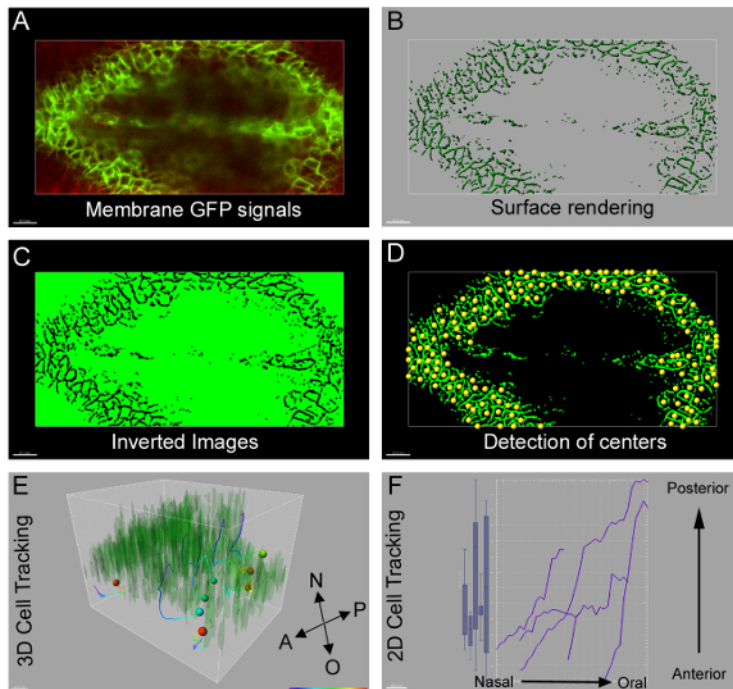 A
Membrane GFP signals
B
Surface rendering
C
Inverted Images
D
Detection of centers
E
3D Cell Tracking
N
P
A
O
F
2D Cell Tracking
Posterior
Nasal
Oral
Anterior